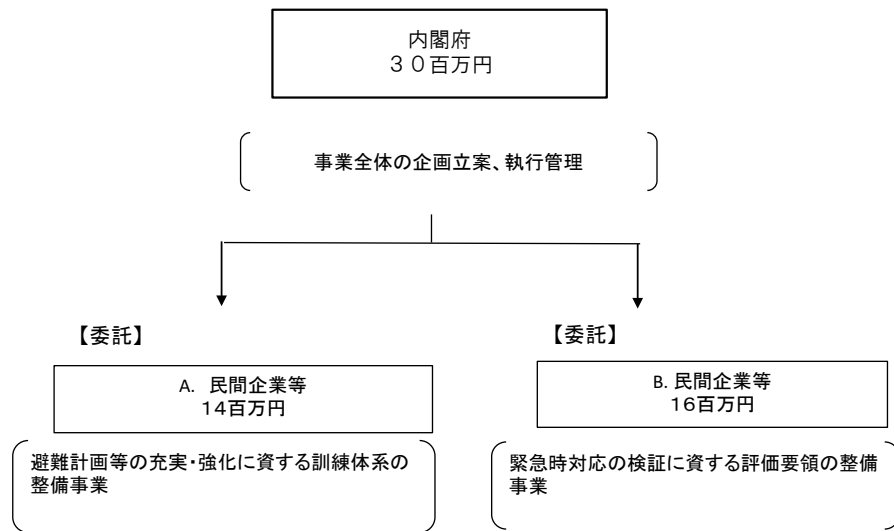 内閣府
３０百万円
事業全体の企画立案、執行管理
【委託】
【委託】
A. 民間企業等
14百万円
B. 民間企業等
16百万円
避難計画等の充実・強化に資する訓練体系の
整備事業
緊急時対応の検証に資する評価要領の整備
事業